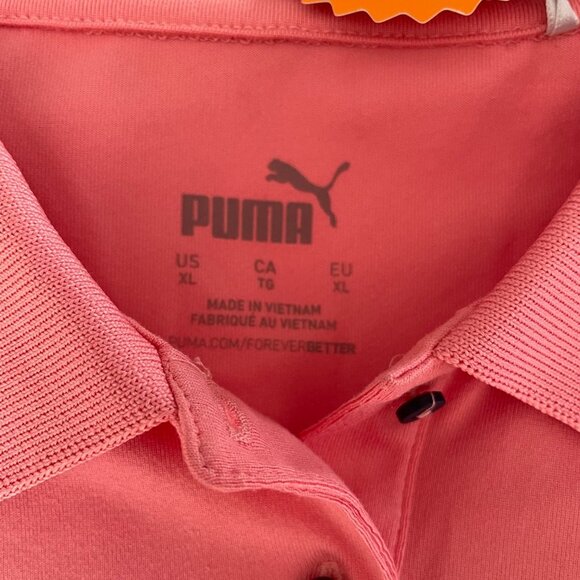 PUMA
US CA EU
XL TG XL
MADE IN VIETNAM
FABRIQUÉ AU VIETNAM
PUMA.COM/FOREVERBETTER